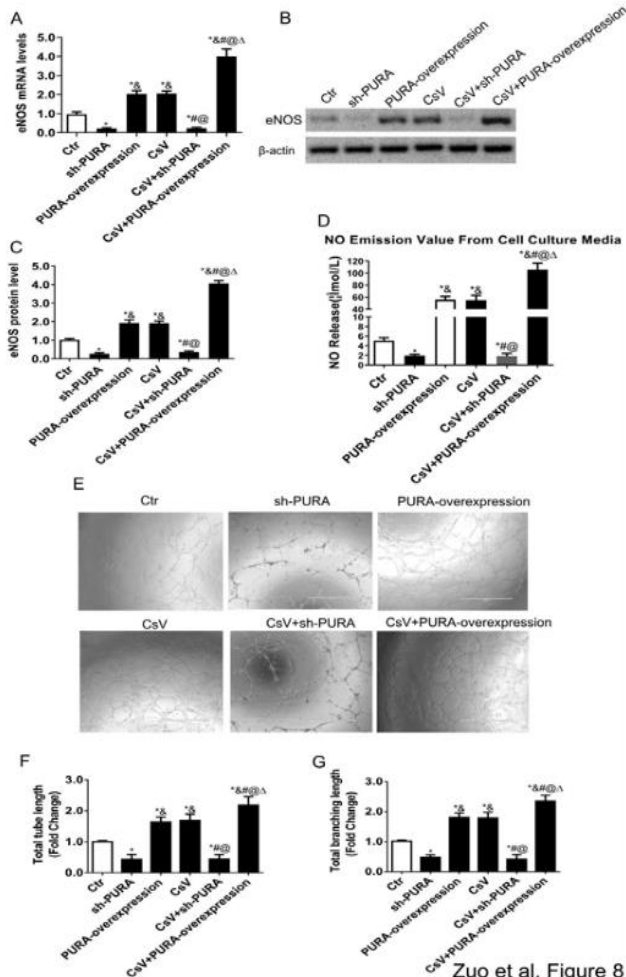 A
eNOS mRNA levels
5.0
4.0
3.0
2.0
1.0
0.0
*
*&
*&
*#@
*&#@Δ
Ctr
sh-PURA
PURA-overexpression
CsV
CsV+sh-PURA
CsV+PURA-overexpression
B
Ctr
sh-PURA
PURA-overexpression
CsV
CsV+sh-PURA
CsV+PURA-overexpression
eNOS
β-actin
C
eNOS protein level
5.0
4.0
3.0
2.0
1.0
0.0
*
*&
*&
*#@
*&#@Δ
Ctr
sh-PURA
PURA-overexpression
CsV
CsV+sh-PURA
CsV+PURA-overexpression
D
NO Emission Value From Cell Culture Media
NO Release(¦Ìmol/L)
120
100
80
60
40
20
8
6
4
2
0
*
*&
*&
*#@
*&#@Δ
Ctr
sh-PURA
PURA-overexpression
CsV
CsV+sh-PURA
CsV+PURA-overexpression
E
Ctr
sh-PURA
PURA-overexpression
CsV
CsV+sh-PURA
CsV+PURA-overexpression
F
Total tube length
(Fold Change)
3.0
2.0
1.0
0.0
*
*&
*&
*#@
*&#@Δ
Ctr
sh-PURA
PURA-overexpression
CsV
CsV+sh-PURA
CsV+PURA-overexpression
G
Total branching length
(Fold Change)
3.0
2.0
1.0
0.0
*
*&
*&
*#@
*&#@Δ
Ctr
sh-PURA
PURA-overexpression
CsV
CsV+sh-PURA
CsV+PURA-overexpression
Zuo et al. Figure 8